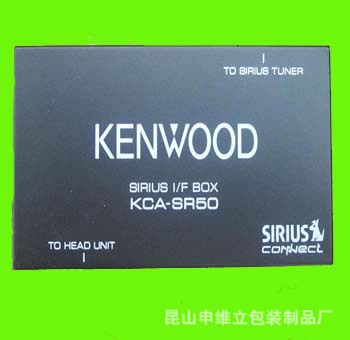 TO SIRIUS TUNER
KENWOOD
SIRIUS I/F BOX
KCA-SR50
TO HEAD UNIT
SIRIUS
connect
昆山申维立包装制品厂